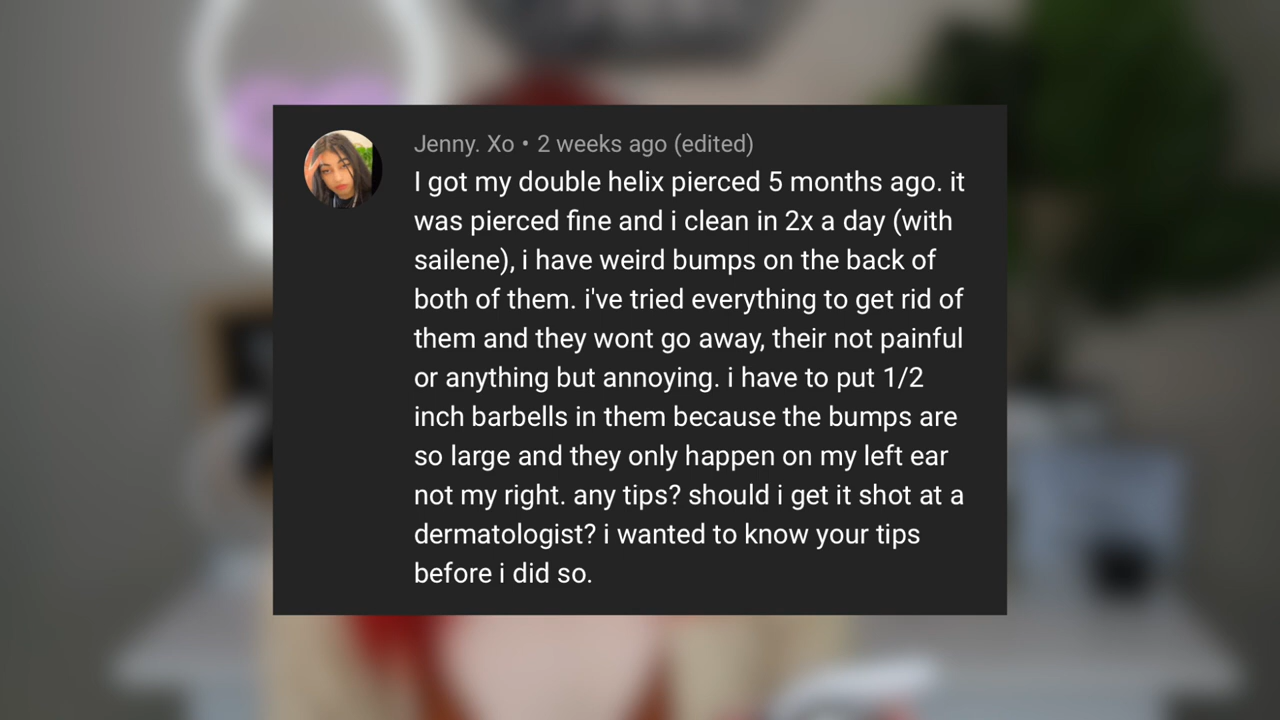 Jenny. Xo • 2 weeks ago (edited)
I got my double helix pierced 5 months ago. it
was pierced fine and i clean in 2x a day (with
sailene), i have weird bumps on the back of
both of them. i've tried everything to get rid of
them and they wont go away, their not painful
or anything but annoying. i have to put 1/2
inch barbells in them because the bumps are
so large and they only happen on my left ear
not my right. any tips? should i get it shot at a
dermatologist? i wanted to know your tips
before i did so.